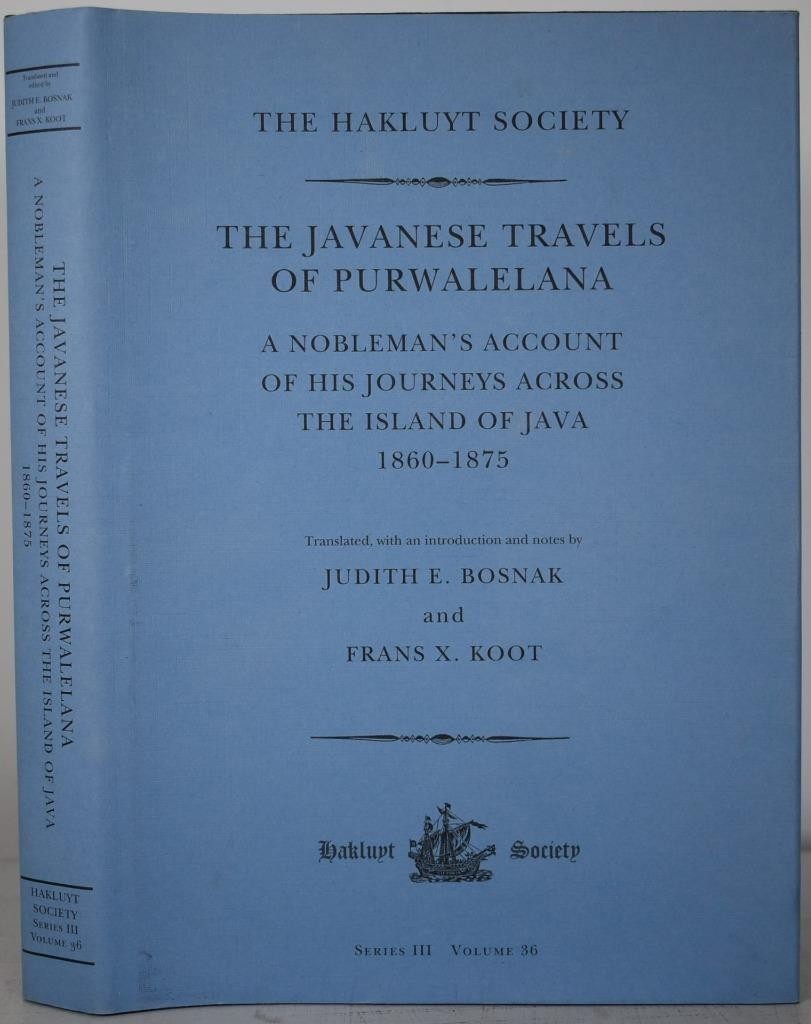 Translated and
edited by
JUDITH E. BOSNAK
and
FRANS X. KOOT
THE JAVANESE TRAVELS OF PURWALELANA
A NOBLEMAN'S ACCOUNT OF HIS JOURNEYS ACROSS THE ISLAND OF JAVA
1860–1875
HAKLUYT
SOCIETY
SERIES III
VOLUME 36
THE HAKLUYT SOCIETY
THE JAVANESE TRAVELS
OF PURWALELANA
A NOBLEMAN'S ACCOUNT
OF HIS JOURNEYS ACROSS
THE ISLAND OF JAVA
1860–1875
Translated, with an introduction and notes by
JUDITH E. BOSNAK
and
FRANS X. KOOT
Hakluyt Society
SERIES III VOLUME 36